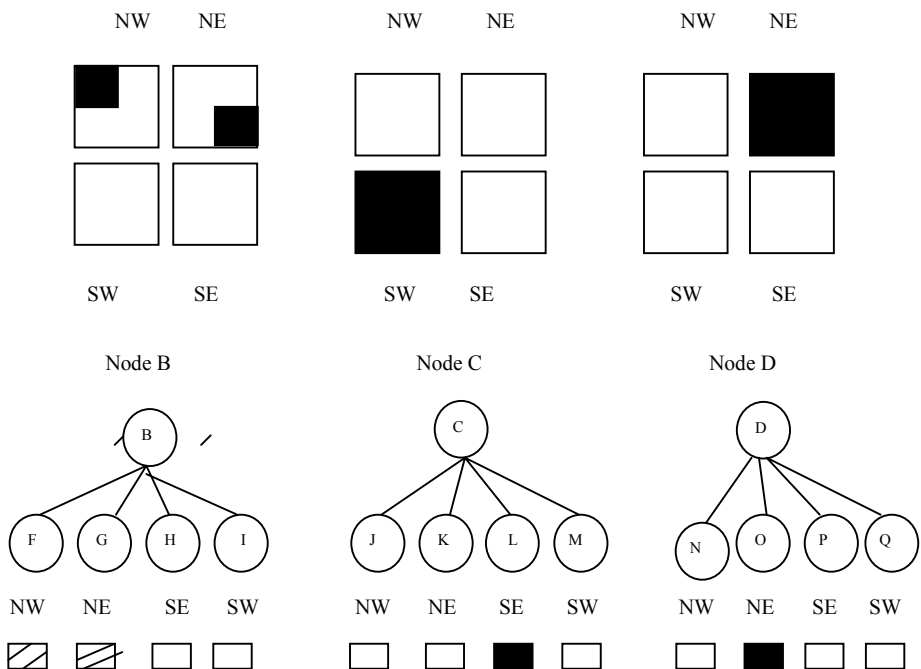 NW NE NW NE NW NE
SW SE SW SE SW SE
Node B Node C Node D
B C D
F G H I J K L M N O P Q
NW NE SE SW NW NE SE SW NW NE SE SW